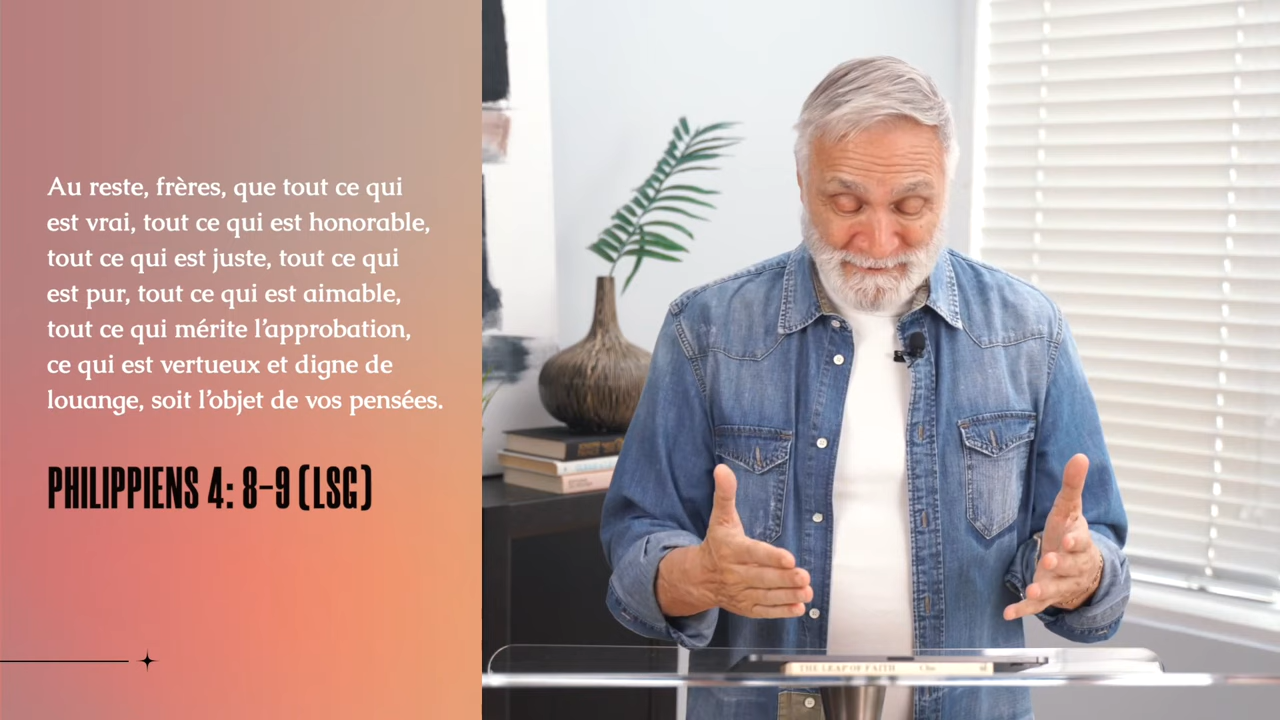 Au reste, frères, que tout ce qui
est vrai, tout ce qui est honorable,
tout ce qui est juste, tout ce qui
est pur, tout ce qui est aimable,
tout ce qui mérite l’approbation,
ce qui est vertueux et digne de
louange, soit l’objet de vos pensées.
PHILIPPIENS 4: 8-9 (LSG)
THE LEAP OF FAITH